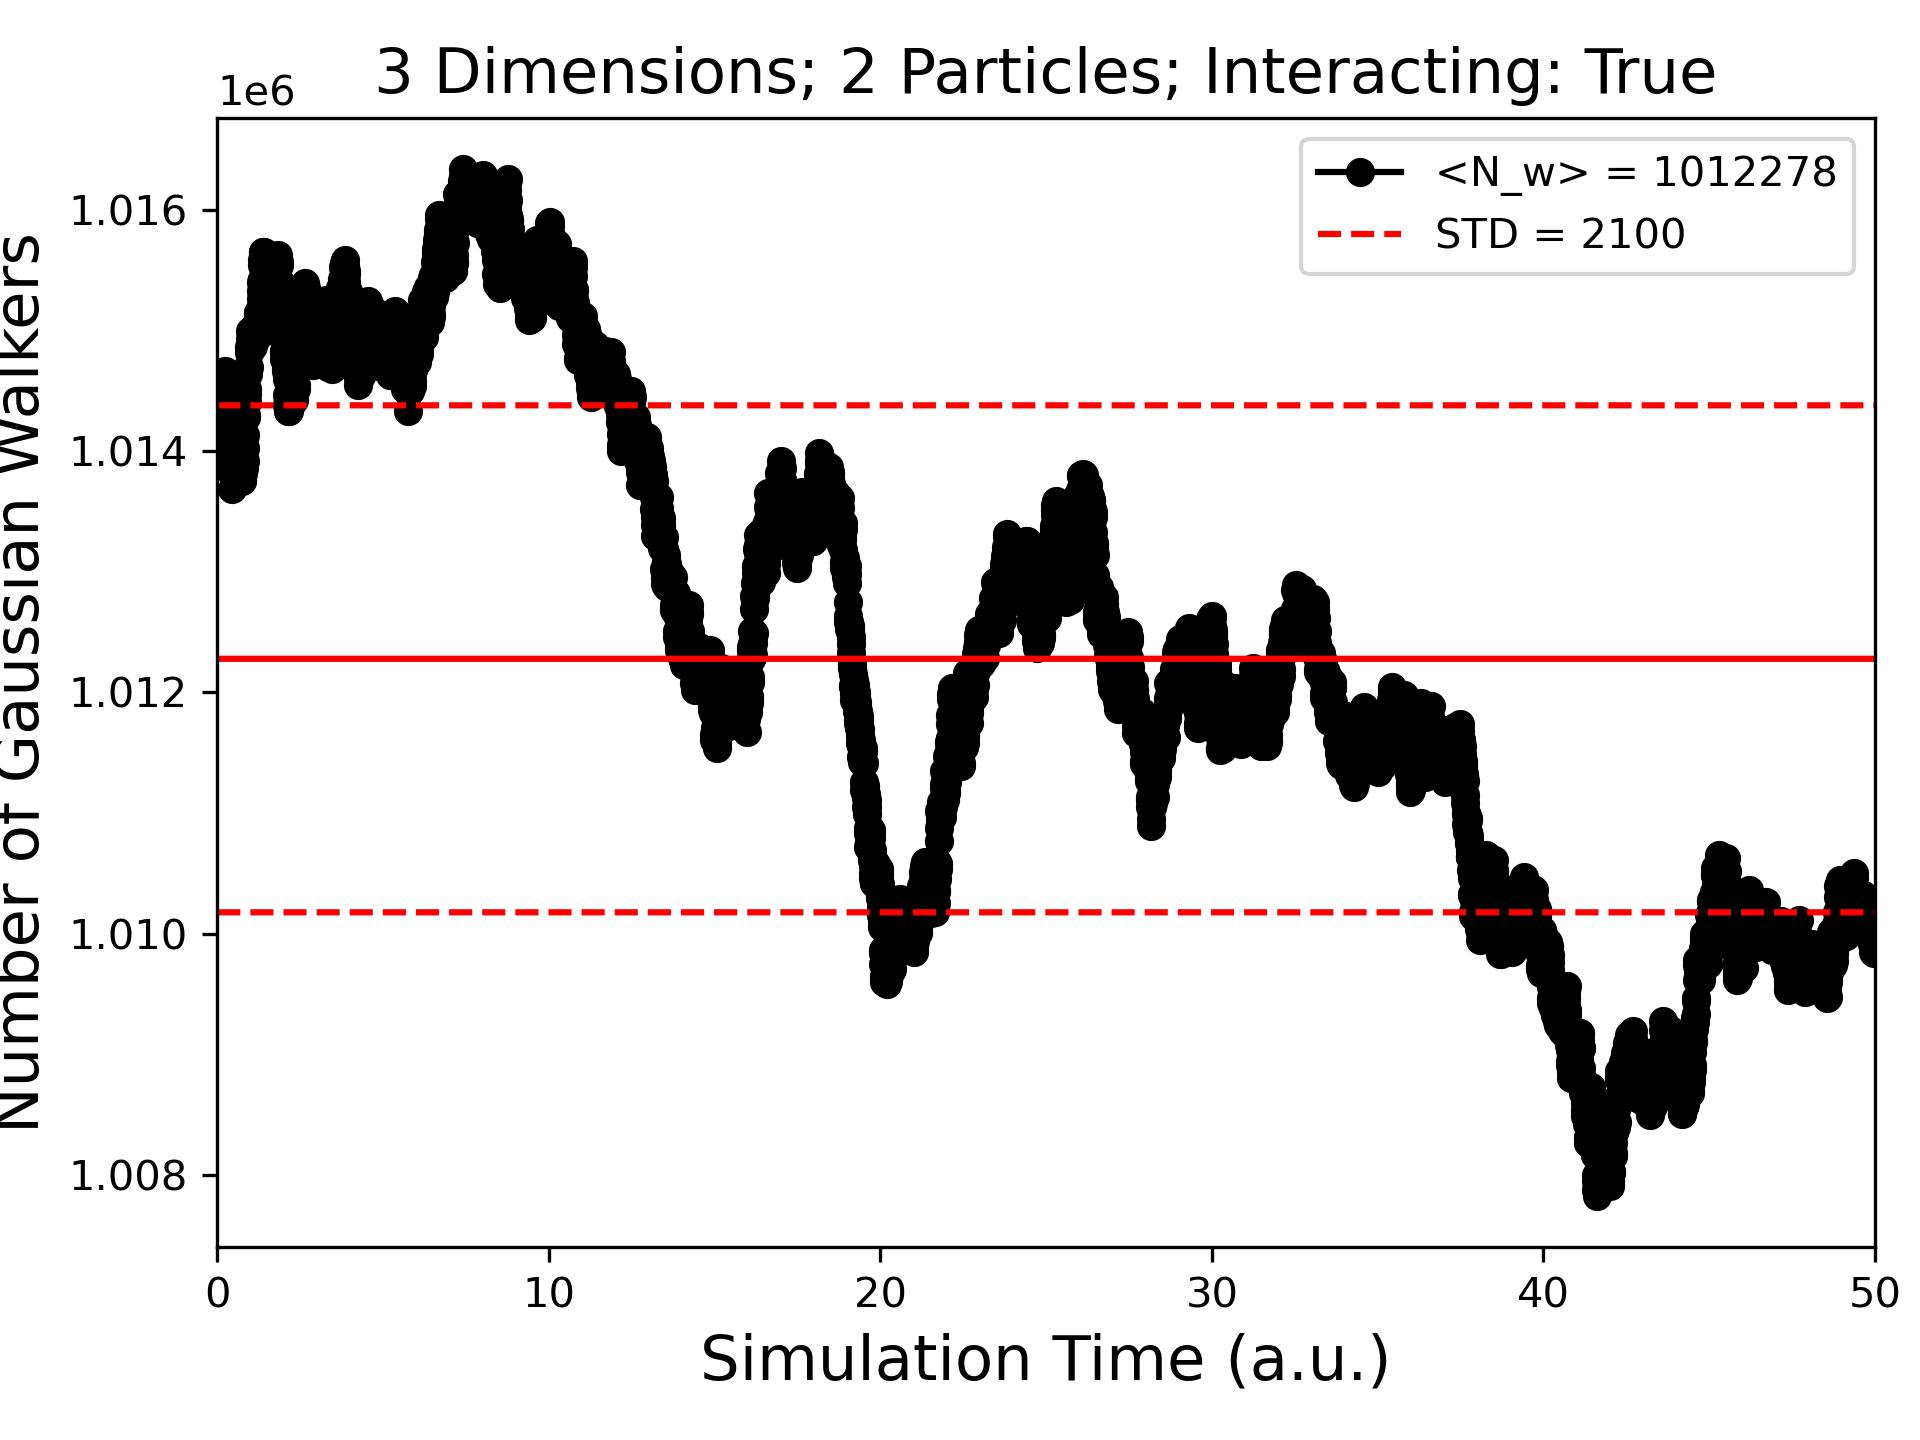 3 Dimensions; 2 Particles; Interacting: True
1e6
<N_w> = 1012278
STD = 2100
Number of Gaussian Walkers
1.016
1.014
1.012
1.010
1.008
0 10 20 30 40 50
Simulation Time (a.u.)